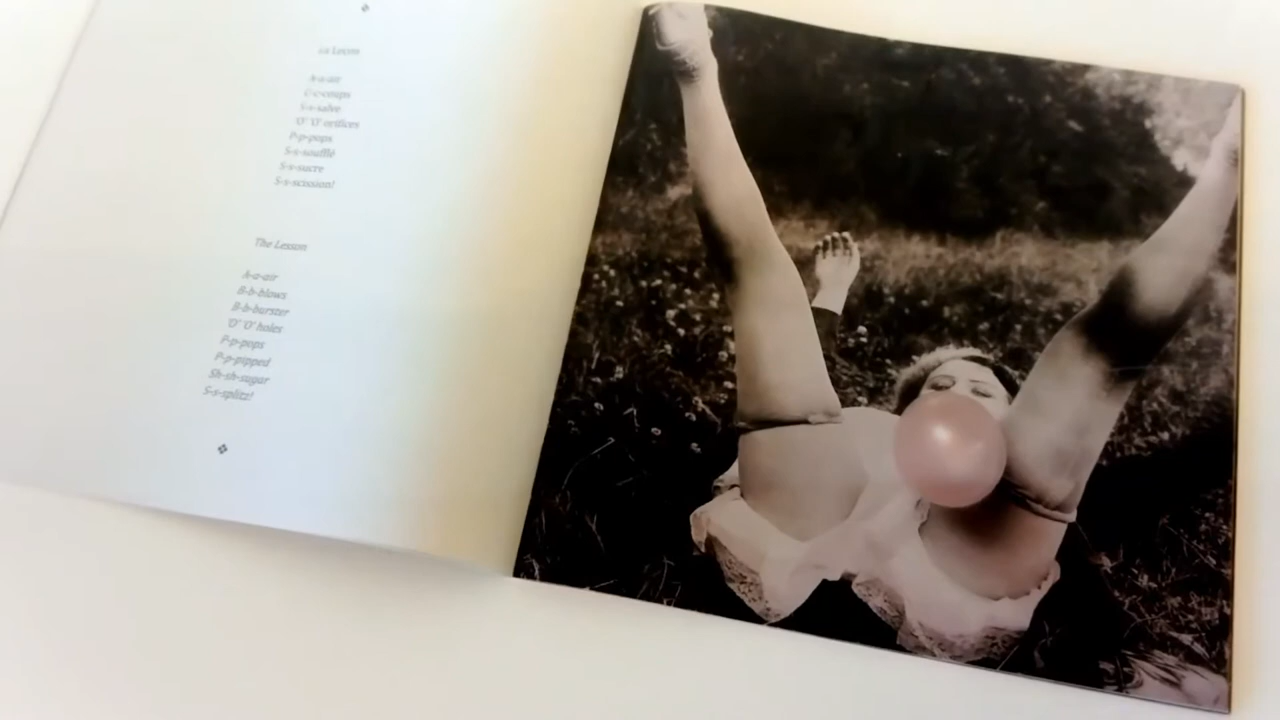 La Leçon
A-a-air
C-c-coups
S-s-salve
'O' 'O' orifices
P-p-pops
S-s-soufflé
S-s-sucre
S-s-scission!
The Lesson
A-a-air
B-b-blows
B-b-burster
'O' 'O' holes
P-p-pops
P-p-pipped
Sh-sh-sugar
S-s-splitz!